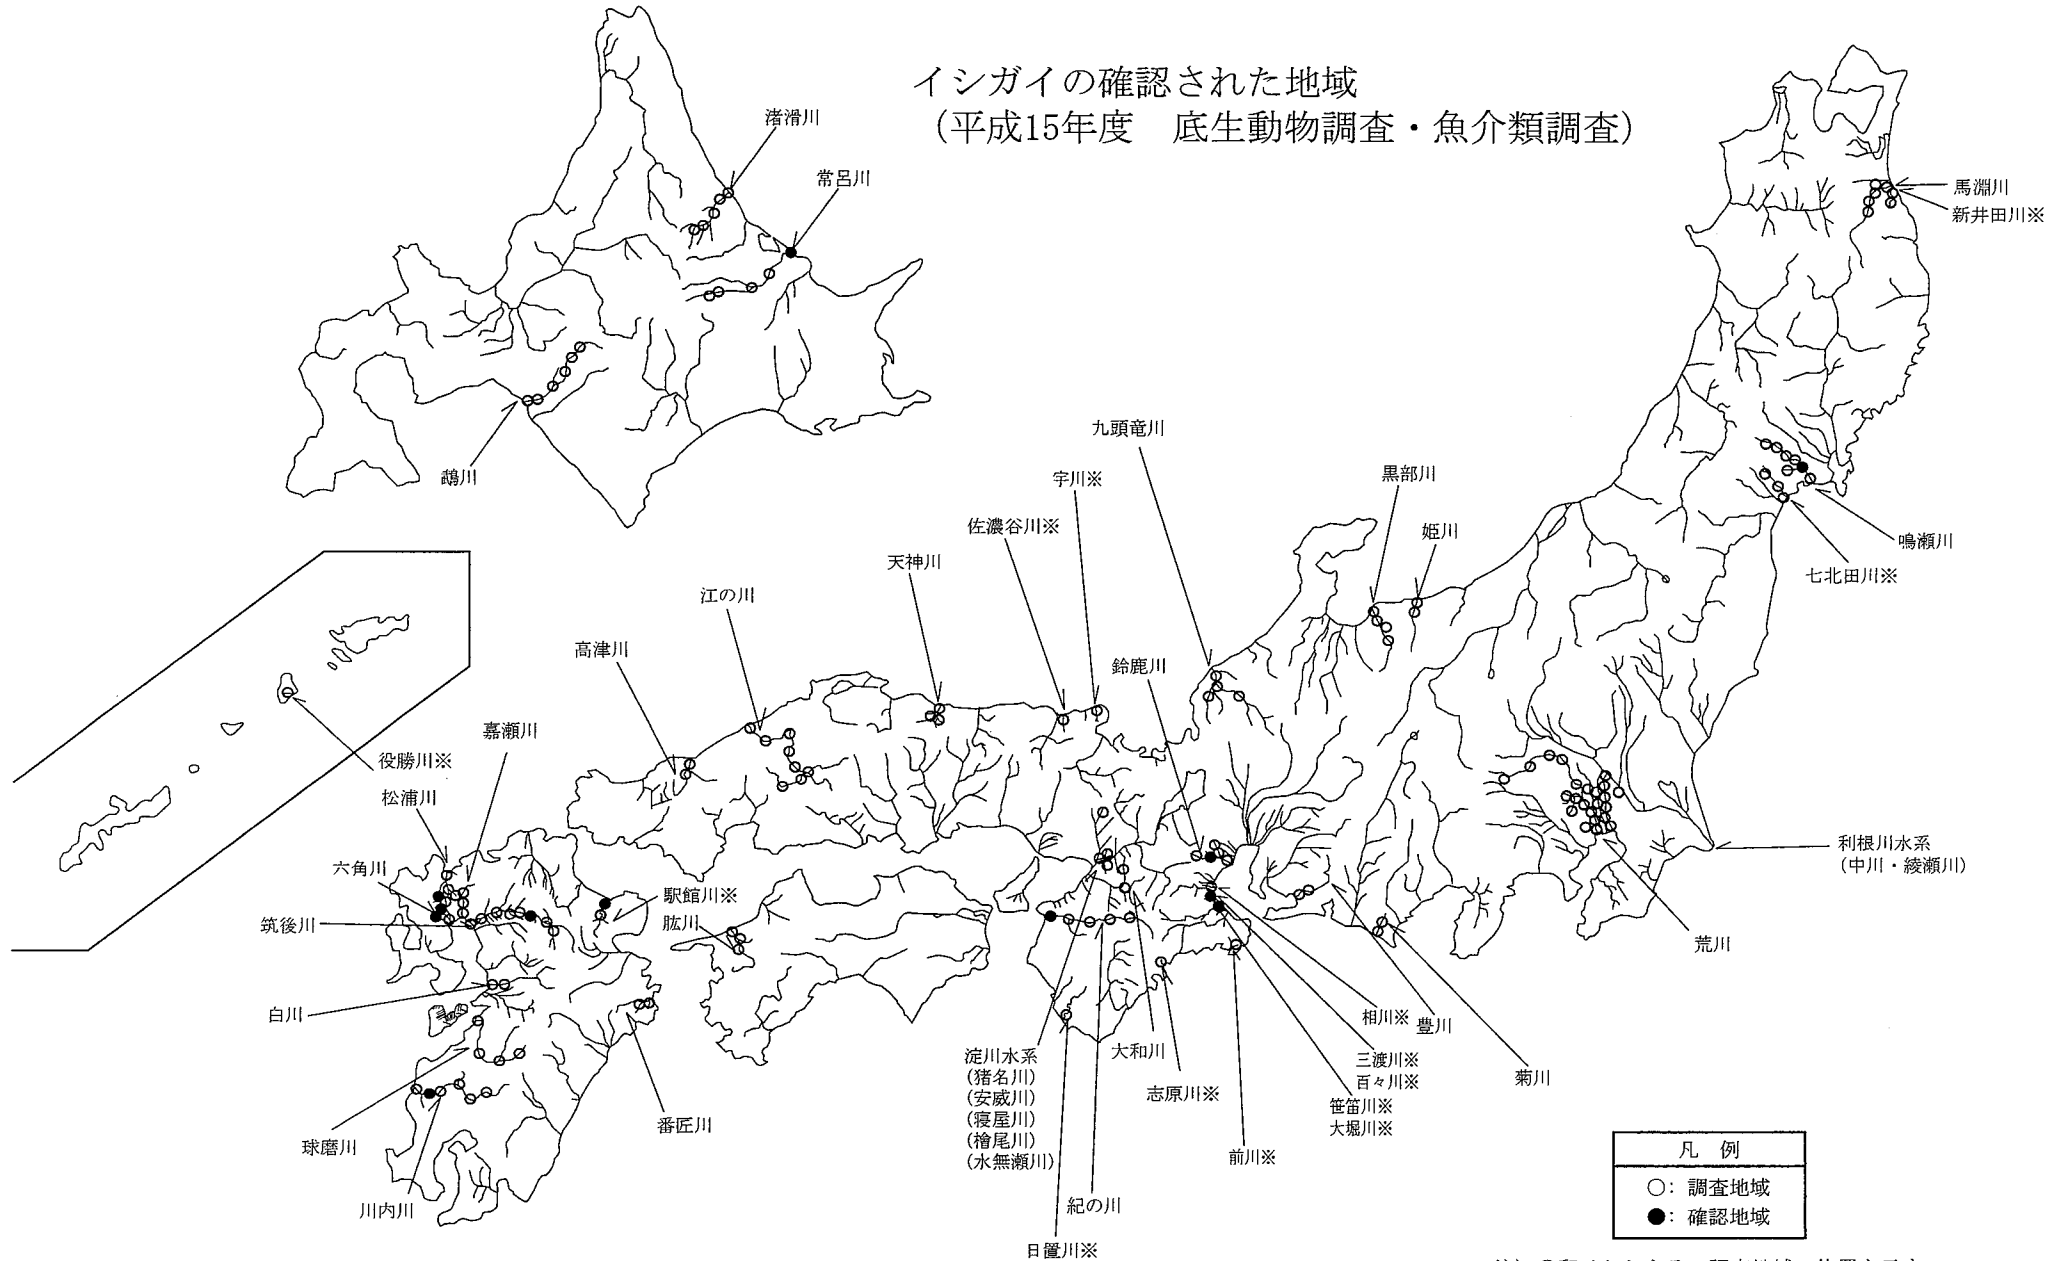 イシガイの確認された地域
(平成15年度 底生動物調査・魚介類調査)
渚滑川
常呂川
鵡川
馬淵川
新井田川※
鳴瀬川
七北田川※
九頭竜川
宇川※
佐濃谷川※
天神川
江の川
高津川
黒部川
姫川
鈴鹿川
役勝川※
嘉瀬川
松浦川
六角川
筑後川
駅館川※
肱川
白川
球磨川
川内川
番匠川
利根川水系
(中川・綾瀬川)
荒川
相川※
豊川
三渡川※
百々川※
菊川
笹笛川※
大堀川※
前川※
志原川※
大和川
淀川水系
(猪名川)
(安威川)
(寝屋川)
(檜尾川)
(水無瀬川)
紀の川
日置川※
凡 例
○: 調査地域
●: 確認地域